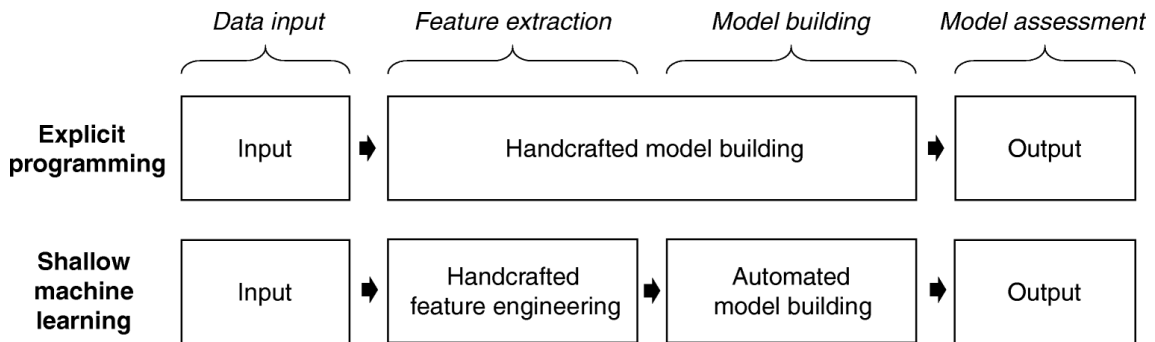 Data input
Feature extraction
Model building
Model assessment
Explicit
programming
Input
Handcrafted model building
Output
Shallow
machine
learning
Input
Handcrafted
feature engineering
Automated
model building
Output